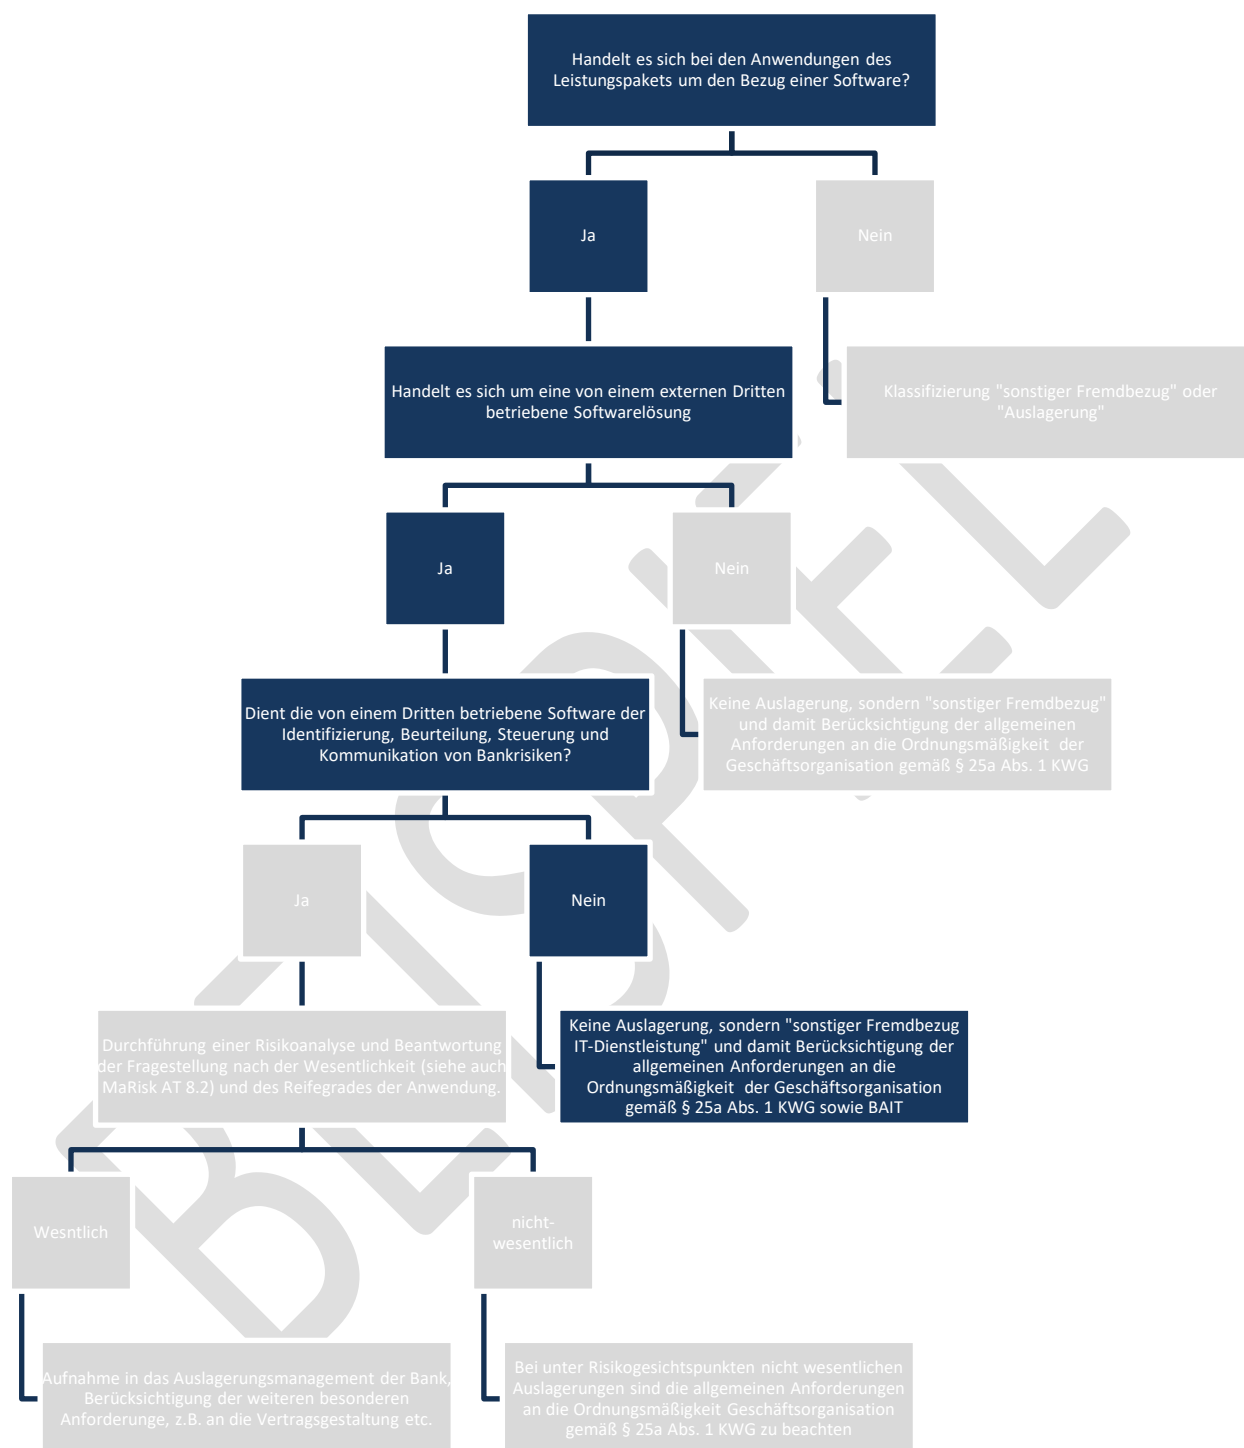 Handelt es sich bei den Anwendungen des
Leistungspakets um den Bezug einer Software?
Ja
Nein
Handelt es sich um eine von einem externen Dritten
betriebene Softwarelösung
Klassifizierung "sonstiger Fremdbezug" oder
"Auslagerung"
Ja
Nein
Dient die von einem Dritten betriebene Software der
Identifizierung, Beurteilung, Steuerung und
Kommunikation von Bankrisiken?
Keine Auslagerung, sondern "sonstiger Fremdbezug"
und damit Berücksichtigung der allgemeinen
Anforderungen an die Ordnungsmäßigkeit der
Geschäftsorganisation gemäß § 25a Abs. 1 KWG
Ja
Nein
Durchführung einer Risikoanalyse und Beantwortung
der Fragestellung nach der Wesentlichkeit (siehe auch
MaRisk AT 8.2) und des Reifegrades der Anwendung.
Keine Auslagerung, sondern "sonstiger Fremdbezug
IT-Dienstleistung" und damit Berücksichtigung der
allgemeinen Anforderungen an die
Ordnungsmäßigkeit der Geschäftsorganisation
gemäß § 25a Abs. 1 KWG sowie BAIT
Wesntlich
nicht-
wesentlich
Aufnahme in das Auslagerungsmanagement der Bank,
Berücksichtigung der weiteren besonderen
Anforderunge, z.B. an die Vertragsgestaltung etc.
Bei unter Risikogesichtspunkten nicht wesentlichen
Auslagerungen sind die allgemeinen Anforderungen
an die Ordnungsmäßigkeit Geschäftsorganisation
gemäß § 25a Abs. 1 KWG zu beachten